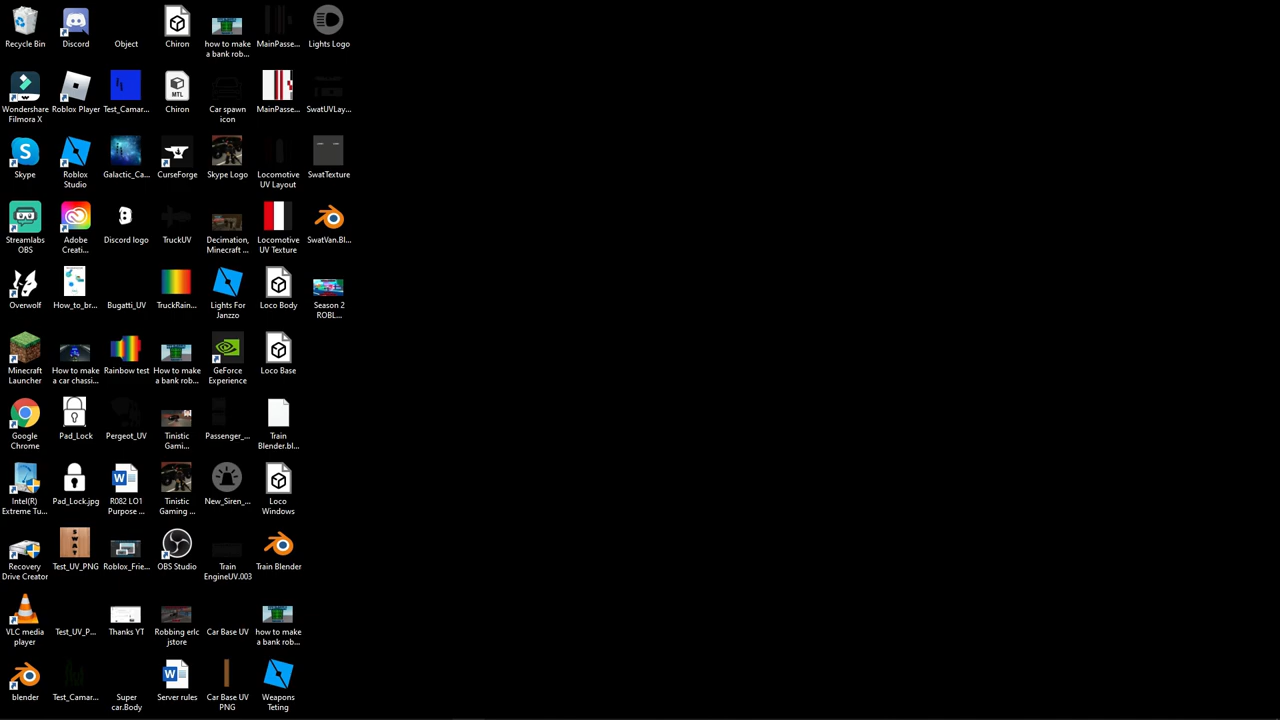 Recycle Bin
Discord
Object
Chiron
how to make
a bank rob...
MainPasse...
Lights Logo
Wondershare
Filmora X
Roblox Player
Test_Camar...
Chiron
Car spawn
icon
MainPasse...
SwatUVLay...
Skype
Roblox
Studio
Galactic_Ca...
CurseForge
Skype Logo
Locomotive
UV Layout
SwatTexture
Streamlabs
OBS
Adobe
Creati...
Discord logo
TruckUV
Decimation,
Minecraft ...
Locomotive
UV Texture
SwatVan.Bl...
Overwolf
How_to_br...
Bugatti_UV
TruckRain...
Lights For
Janzzo
Loco Body
Season 2
ROBL...
Minecraft
Launcher
How to make
a car chassi...
Rainbow test
How to make
a bank rob...
GeForce
Experience
Loco Base
Google
Chrome
Pad_Lock
Pergeot_UV
Tinistic
Gami...
Passenger_...
Train
Blender.bl...
Intel(R)
Extreme Tu...
Pad_Lock.jpg
R082 LO1
Purpose ...
Tinistic
Gaming ...
New_Siren_...
Loco
Windows
Recovery
Drive Creator
Test_UV_PNG
Roblox_Frie...
OBS Studio
Train
EngineUV.003
Train Blender
VLC media
player
Test_UV_P...
Thanks YT
Robbing erlc
jstore
Car Base UV
how to make
a bank rob...
blender
Test_Camar...
Super
car.Body
Server rules
Car Base UV
PNG
Weapons
Teting